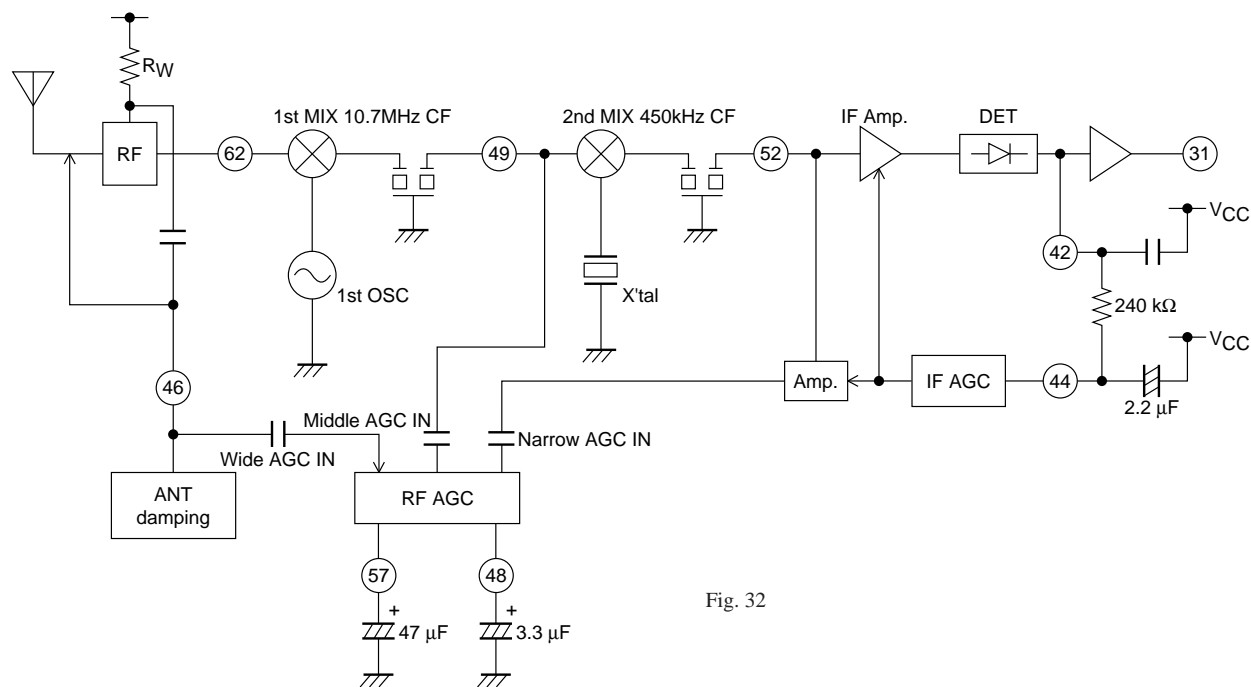 RW
1st MIX 10.7MHz CF
2nd MIX 450kHz CF
IF Amp.
DET
RF
62
49
52
31
VCC
42
1st OSC
X'tal
240 kΩ
VCC
46
Amp.
IF AGC
44
2.2 µF
Middle AGC IN
Narrow AGC IN
Wide AGC IN
ANT
damping
RF AGC
57
48
Fig. 32
+
47 µF
+
3.3 µF